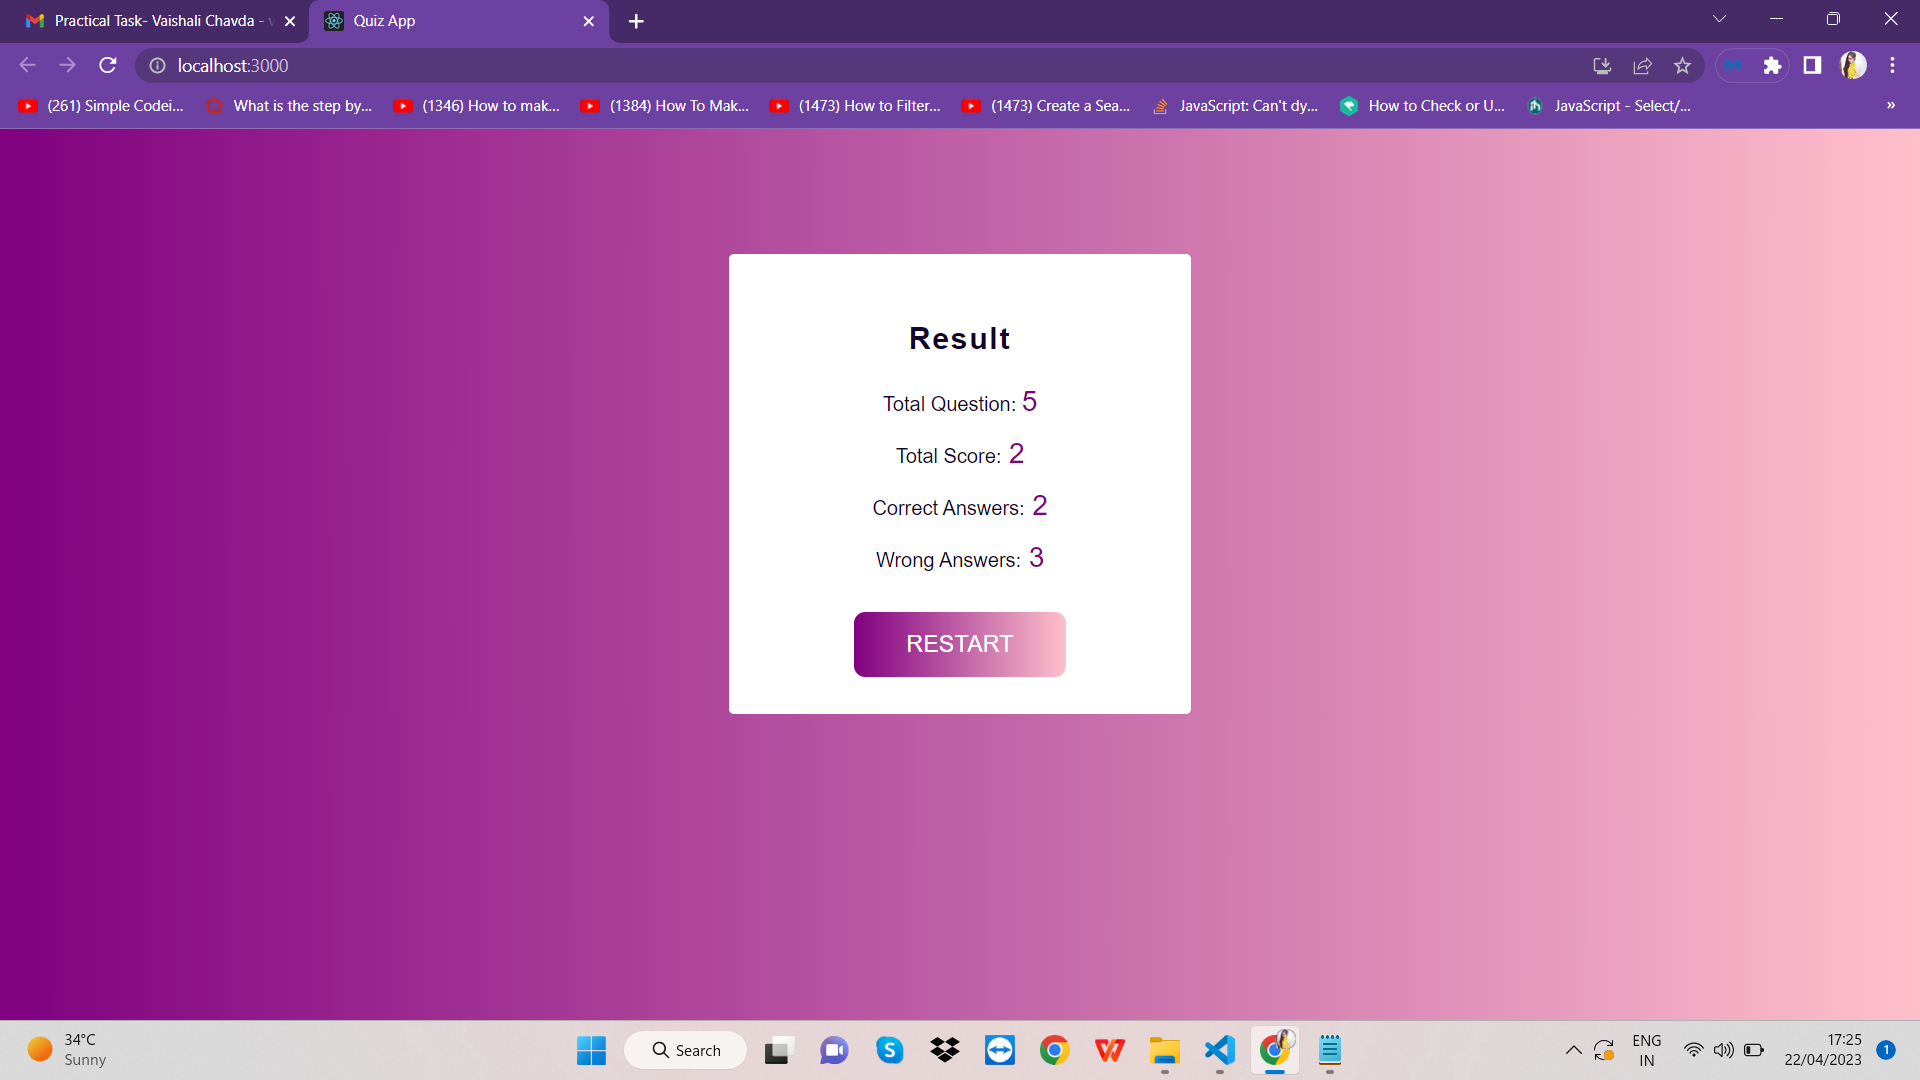 Practical Task- Vaishali Chavda -
Quiz App
localhost:3000
(261) Simple Codei...
What is the step by...
(1346) How to mak...
(1384) How To Mak...
(1473) How to Filter...
(1473) Create a Sea...
JavaScript: Can't dy...
How to Check or U...
JavaScript - Select/...
»
Result
Total Question: 5
Total Score: 2
Correct Answers: 2
Wrong Answers: 3
RESTART
34°C
Sunny
Search
ENG
IN
17:25
22/04/2023
1